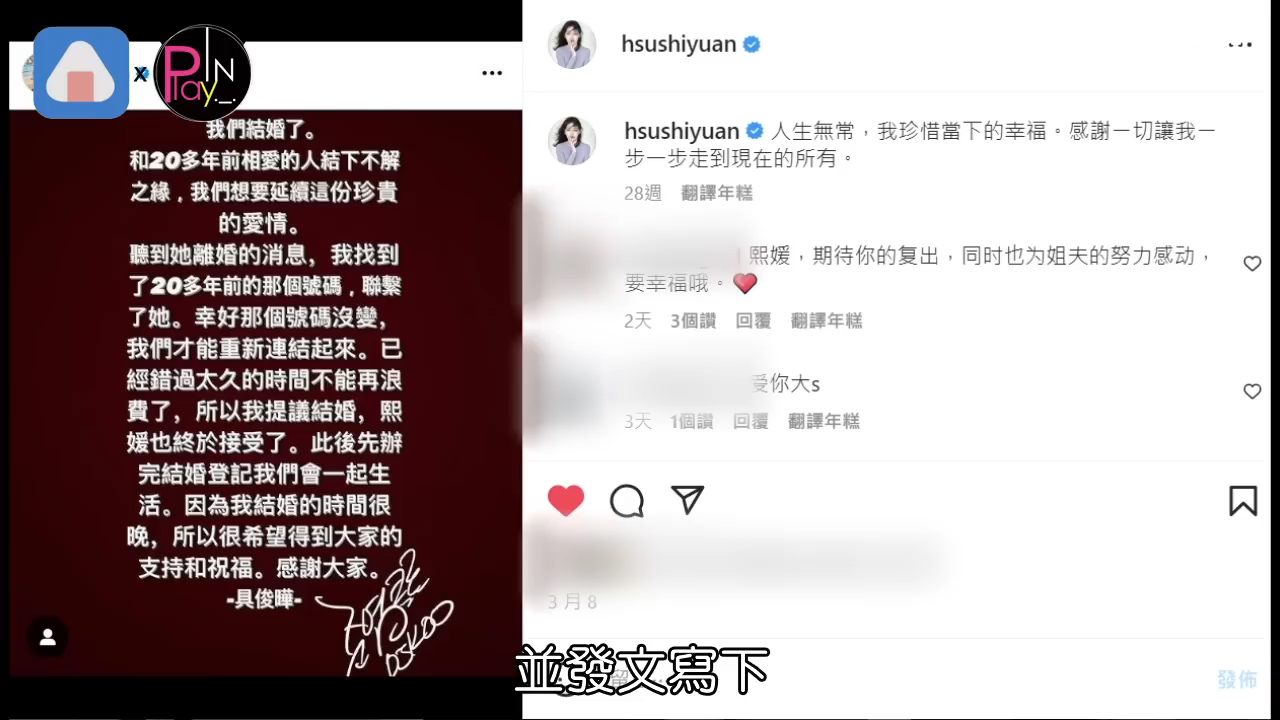 Play IN
x
我們結婚了。
和20多年前相愛的人結下不解
之緣，我們想要延續這份珍貴
的愛情。
聽到她離婚的消息，我找到
了20多年前的那個號碼，聯繫
了她。幸好那個號碼沒變，
我們才能重新連結起來。已
經錯過太久的時間不能再浪
費了，所以我提議結婚，熙
媛也終於接受了。此後先辦
完結婚登記我們會一起生
活。因為我結婚的時間很
晚，所以很希望得到大家的
支持和祝福。感謝大家。
-具俊曄-
hsushiyuan
hsushiyuan 人生無常，我珍惜當下的幸福。感謝一切讓我一
步一步走到現在的所有。
28週 翻譯年糕
熙媛，期待你的复出，同时也为姐夫的努力感动，
要幸福哦。❤️
2天 3個讚 回覆 翻譯年糕
受你大s
3天 1個讚 回覆 翻譯年糕
3 月 8
留
發佈
並發文寫下